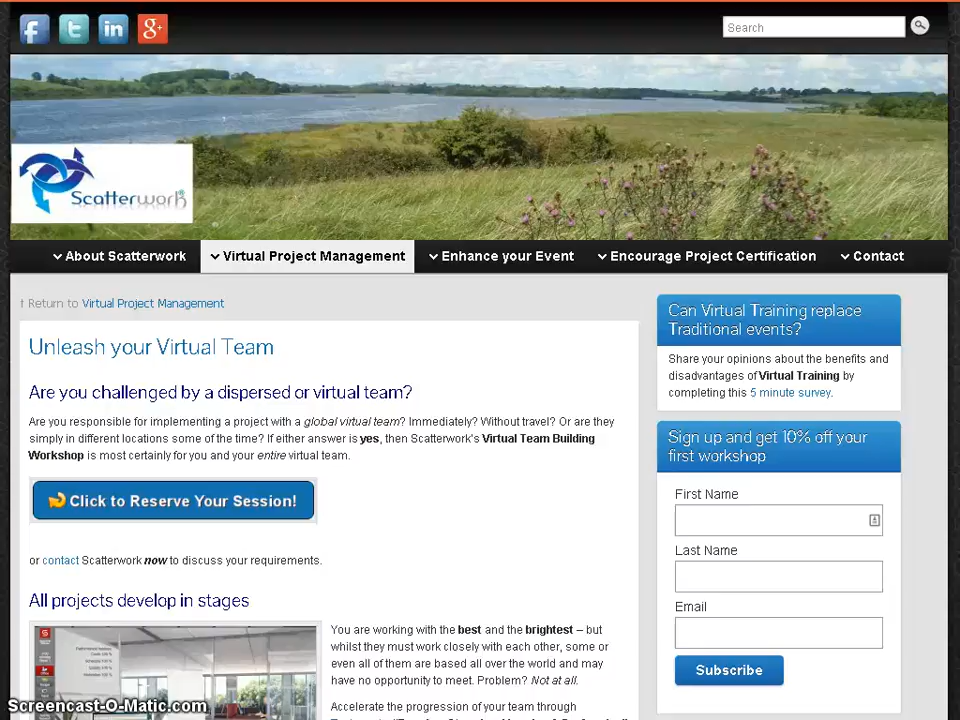 Search
Scatterwork
About Scatterwork
Virtual Project Management
Enhance your Event
Encourage Project Certification
Contact
↑ Return to Virtual Project Management
Unleash your Virtual Team
Are you challenged by a dispersed or virtual team?
Are you responsible for implementing a project with a global virtual team? Immediately? Without travel? Or are they
simply in different locations some of the time? If either answer is yes, then Scatterwork's Virtual Team Building
Workshop is most certainly for you and your entire virtual team.
Click to Reserve Your Session!
or contact Scatterwork now to discuss your requirements.
All projects develop in stages
You are working with the best and the brightest – but
whilst they must work closely with each other, some or
even all of them are based all over the world and may
have no opportunity to meet. Problem? Not at all.
Accelerate the progression of your team through
Can Virtual Training replace
Traditional events?
Share your opinions about the benefits and
disadvantages of Virtual Training by
completing this 5 minute survey.
Sign up and get 10% off your
first workshop
First Name
Last Name
Email
Subscribe
Screencast-O-Matic.com